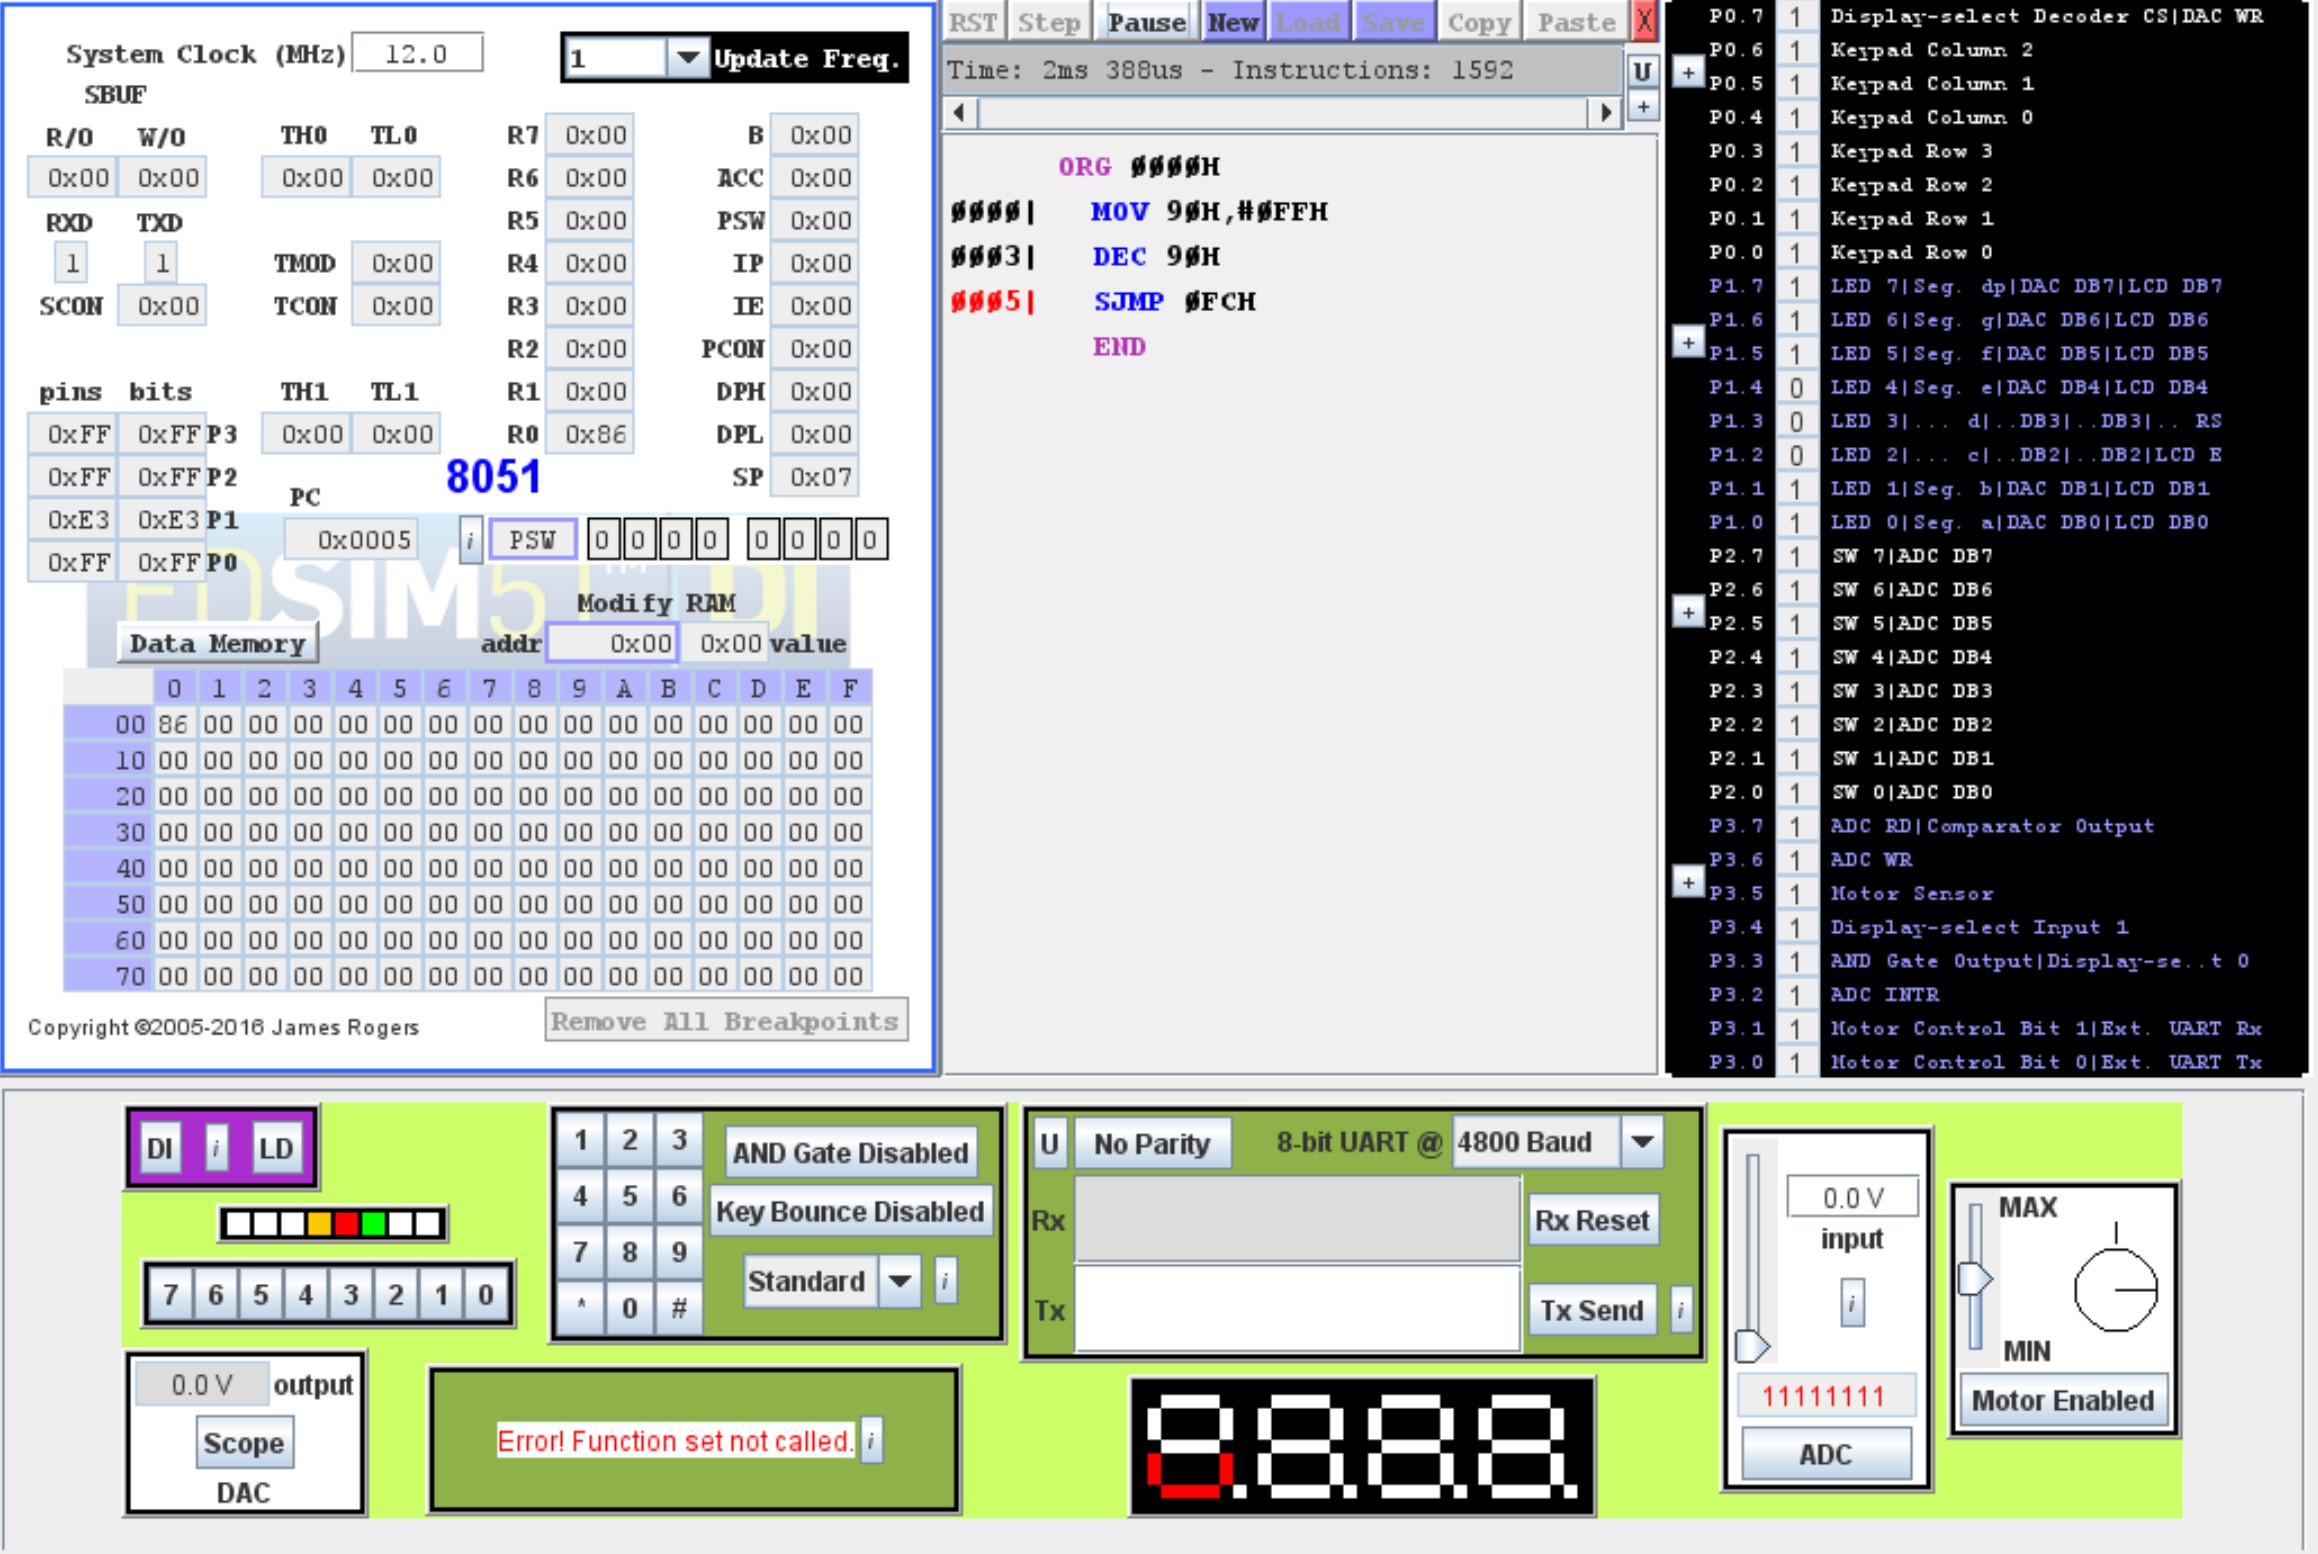 System Clock (MHz) 12.0 1 Update Freq.
SBUF
R/O W/O TH0 TL0 R7 0x00 B 0x00
0x00 0x00 0x00 0x00 R6 0x00 ACC 0x00
RXD TXD R5 0x00 PSW 0x00
1 1 TMOD 0x00 R4 0x00 IP 0x00
SCON 0x00 TCON 0x00 R3 0x00 IE 0x00
R2 0x00 PCON 0x00
pins bits TH1 TL1 R1 0x00 DPH 0x00
0xFF 0xFF P3 0x00 0x00 R0 0x86 DPL 0x00
0xFF 0xFF P2 8051 SP 0x07
PC
0xE3 0xE3 P1 0x0005 i PSW 0 0 0 0 0 0 0 0
0xFF 0xFF P0
EDSIM51™ DI
Modify RAM
Data Memory addr 0x00 0x00 value
0 1 2 3 4 5 6 7 8 9 A B C D E F
00 86 00 00 00 00 00 00 00 00 00 00 00 00 00 00 00
10 00 00 00 00 00 00 00 00 00 00 00 00 00 00 00 00
20 00 00 00 00 00 00 00 00 00 00 00 00 00 00 00 00
30 00 00 00 00 00 00 00 00 00 00 00 00 00 00 00 00
40 00 00 00 00 00 00 00 00 00 00 00 00 00 00 00 00
50 00 00 00 00 00 00 00 00 00 00 00 00 00 00 00 00
60 00 00 00 00 00 00 00 00 00 00 00 00 00 00 00 00
70 00 00 00 00 00 00 00 00 00 00 00 00 00 00 00 00
Copyright ©2005-2016 James Rogers Remove All Breakpoints
RST Step Pause New Load Save Copy Paste X
Time: 2ms 388us - Instructions: 1592 U
+
ORG 0000H
0000| MOV 90H,#0FFH
0003| DEC 90H
0005| SJMP 0FCH
END
P0.7 1 Display-select Decoder CS|DAC WR
P0.6 1 Keypad Column 2
+
P0.5 1 Keypad Column 1
P0.4 1 Keypad Column 0
P0.3 1 Keypad Row 3
P0.2 1 Keypad Row 2
P0.1 1 Keypad Row 1
P0.0 1 Keypad Row 0
P1.7 1 LED 7|Seg. dp|DAC DB7|LCD DB7
P1.6 1 LED 6|Seg. g|DAC DB6|LCD DB6
+
P1.5 1 LED 5|Seg. f|DAC DB5|LCD DB5
P1.4 0 LED 4|Seg. e|DAC DB4|LCD DB4
P1.3 0 LED 3|... d|..DB3|..DB3|.. RS
P1.2 0 LED 2|... c|..DB2|..DB2|LCD E
P1.1 1 LED 1|Seg. b|DAC DB1|LCD DB1
P1.0 1 LED 0|Seg. a|DAC DB0|LCD DB0
P2.7 1 SW 7|ADC DB7
P2.6 1 SW 6|ADC DB6
+
P2.5 1 SW 5|ADC DB5
P2.4 1 SW 4|ADC DB4
P2.3 1 SW 3|ADC DB3
P2.2 1 SW 2|ADC DB2
P2.1 1 SW 1|ADC DB1
P2.0 1 SW 0|ADC DB0
P3.7 1 ADC RD|Comparator Output
P3.6 1 ADC WR
+
P3.5 1 Motor Sensor
P3.4 1 Display-select Input 1
P3.3 1 AND Gate Output|Display-se..t 0
P3.2 1 ADC INTR
P3.1 1 Motor Control Bit 1|Ext. UART Rx
P3.0 1 Motor Control Bit 0|Ext. UART Tx
DI i LD
7 6 5 4 3 2 1 0
0.0 V output
Scope
DAC
1 2 3 AND Gate Disabled
4 5 6 Key Bounce Disabled
7 8 9 Standard i
* 0 #
Error! Function set not called. i
U No Parity 8-bit UART @ 4800 Baud
Rx Rx Reset
Tx Tx Send i
8.8.8.8.
0.0 V
input
i
11111111
ADC
MAX
MIN
Motor Enabled